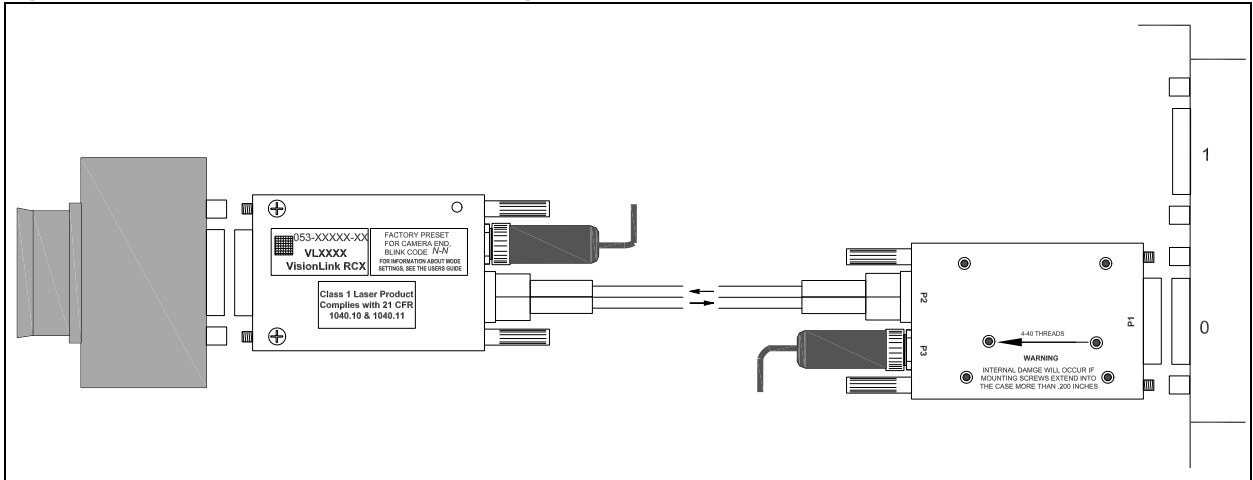 053-XXXXX-XX
VLXXXX
VisionLink RCX
FACTORY PRESET
FOR CAMERA END,
BLINK CODE N-N
FOR INFORMATION ABOUT MODE
SETTINGS, SEE THE USERS GUIDE
Class 1 Laser Product
Complies with 21 CFR
1040.10 & 1040.11
P2
P3
4-40 THREADS
WARNING
INTERNAL DAMGE WILL OCCUR IF
MOUNTING SCREWS EXTEND INTO
THE CASE MORE THAN .200 INCHES
P1
1
0